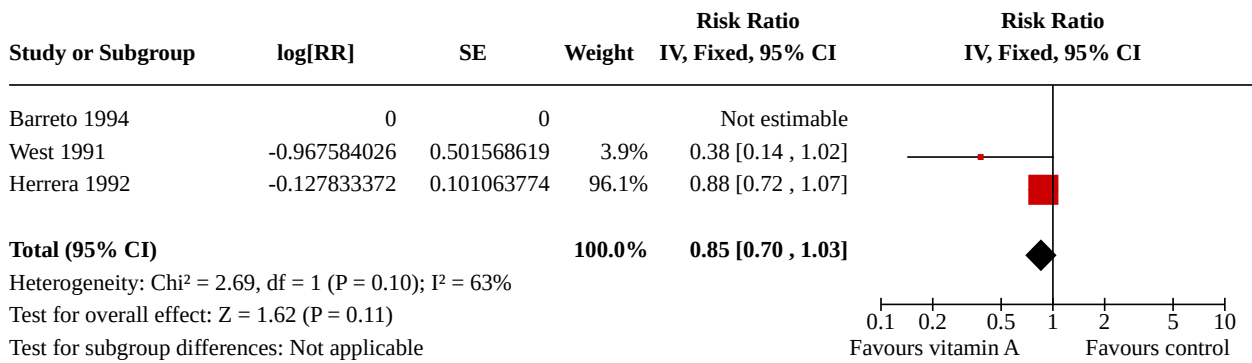 Risk Ratio Risk Ratio
Study or Subgroup log[RR] SE Weight IV, Fixed, 95% CI IV, Fixed, 95% CI
Barreto 1994 0 0 Not estimable
West 1991 -0.967584026 0.501568619 3.9% 0.38 [0.14 , 1.02]
Herrera 1992 -0.127833372 0.101063774 96.1% 0.88 [0.72 , 1.07]
Total (95% CI) 100.0% 0.85 [0.70 , 1.03]
Heterogeneity: Chi² = 2.69, df = 1 (P = 0.10); I² = 63%
Test for overall effect: Z = 1.62 (P = 0.11)
0.1 0.2 0.5 1 2 5 10
Test for subgroup differences: Not applicable
Favours vitamin A Favours control